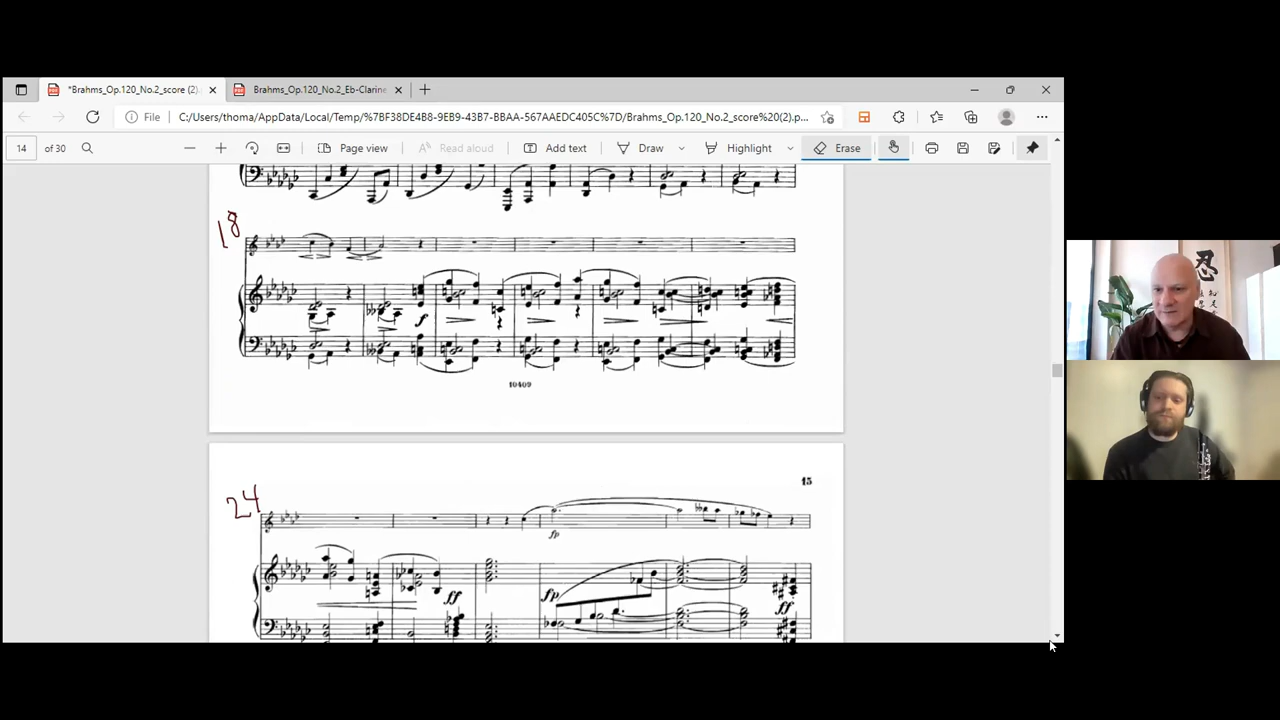 *Brahms_Op.120_No.2_score (2).
Brahms_Op.120_No.2_Eb-Clarine
File
C:/Users/thoma/AppData/Local/Temp/%7BF38DE4B8-9EB9-43B7-BBAA-567AAEDC405C%7D/Brahms_Op.120_No.2_score%20(2).p...
14 of 30
Page view
Read aloud
Add text
Draw
Highlight
Erase
18
f
10409
15
24
fp
ff
fp
ff
忍